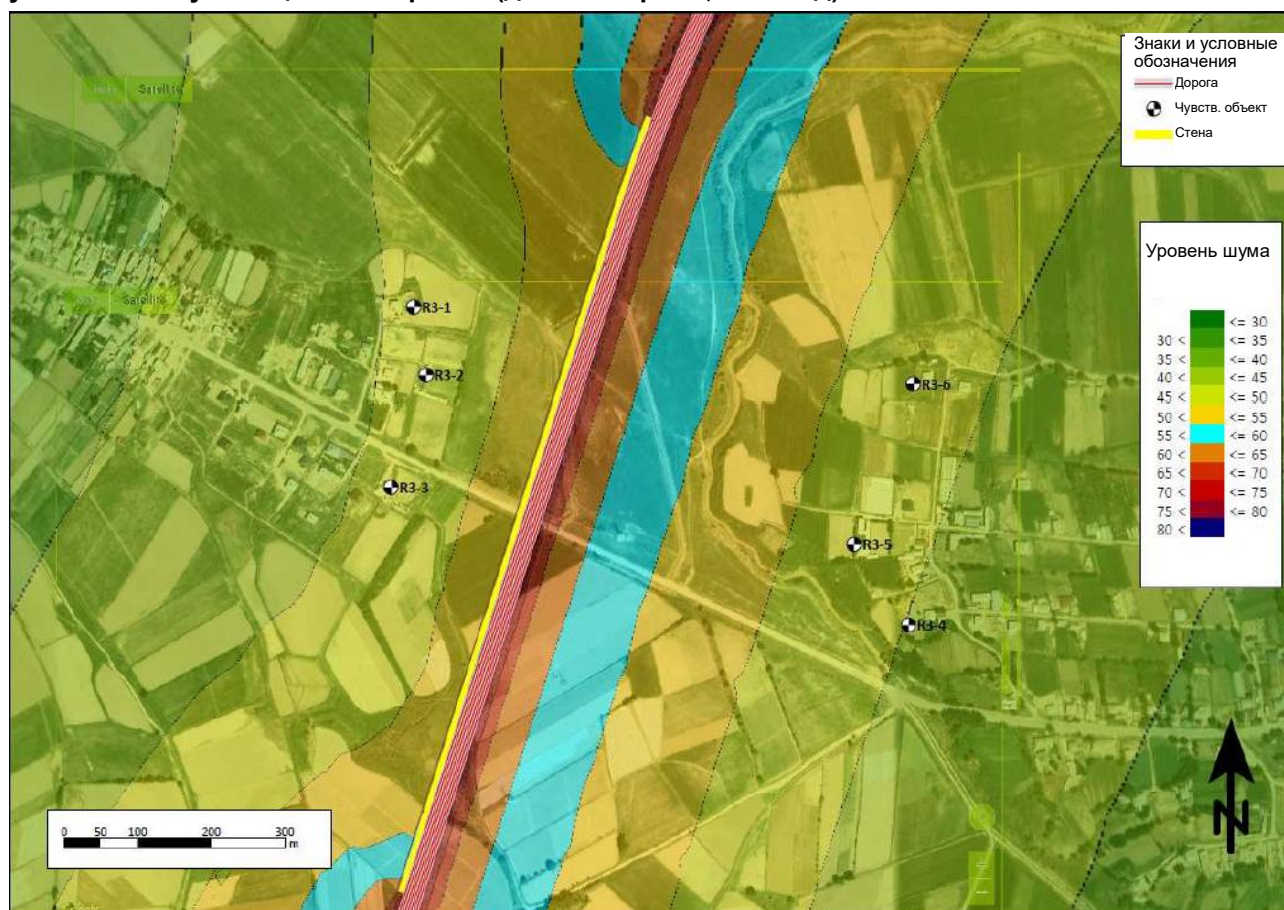 Знаки и условные
обозначения
Дорога
Чувств. объект
Стена
Satellite
Уровень шума
<= 30
30 < <= 35
35 < <= 40
40 < <= 45
45 < <= 50
50 < <= 55
55 < <= 60
60 < <= 65
65 < <= 70
70 < <= 75
75 < <= 80
80 <
Satellite
R3-1
R3-2
R3-6
R3-3
R3-5
R3-4
0 50 100 200 300
m
N